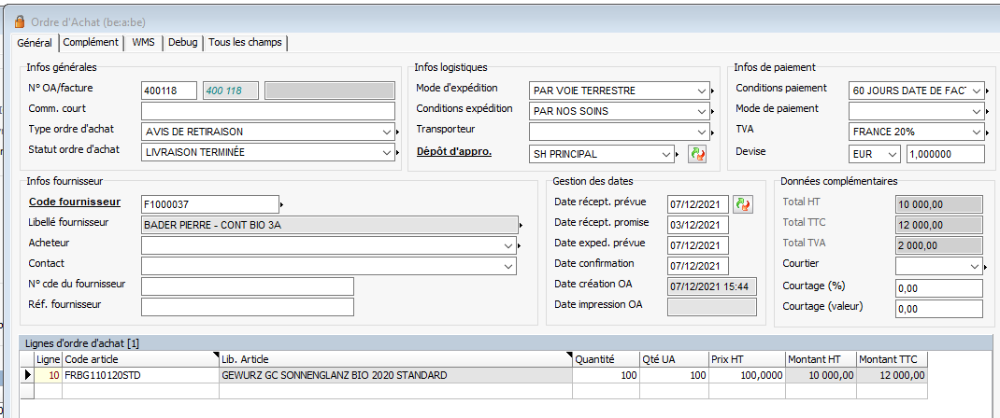 Ordre d'Achat (be:a:be)
Général Complément WMS Debug Tous les champs
Infos générales
N° OA/facture 400118 400 118
Comm. court
Type ordre d'achat AVIS DE RETIRAISON
Statut ordre d'achat LIVRAISON TERMINÉE
Infos logistiques
Mode d'expédition PAR VOIE TERRESTRE
Conditions expédition PAR NOS SOINS
Transporteur
Dépôt d'appro. SH PRINCIPAL
Infos de paiement
Conditions paiement 60 JOURS DATE DE FAC
Mode de paiement
TVA FRANCE 20%
Devise EUR 1,000000
Infos fournisseur
Code fournisseur F1000037
Libellé fournisseur BADER PIERRE - CONT BIO 3A
Acheteur
Contact
N° cde du fournisseur
Réf. fournisseur
Gestion des dates
Date récept. prévue 07/12/2021
Date récept. promise 03/12/2021
Date exped. prévue 07/12/2021
Date confirmation 07/12/2021
Date création OA 07/12/2021 15:44
Date impression OA
Données complémentaires
Total HT 10 000,00
Total TTC 12 000,00
Total TVA 2 000,00
Courtier
Courtage (%) 0,00
Courtage (valeur) 0,00
Lignes d'ordre d'achat [1]
Ligne Code article Lib. Article Quantité Qté UA Prix HT Montant HT Montant TTC
10 FRBG110120STD GEWURZ GC SONNENGLANZ BIO 2020 STANDARD 100 100 100,0000 10 000,00 12 000,00